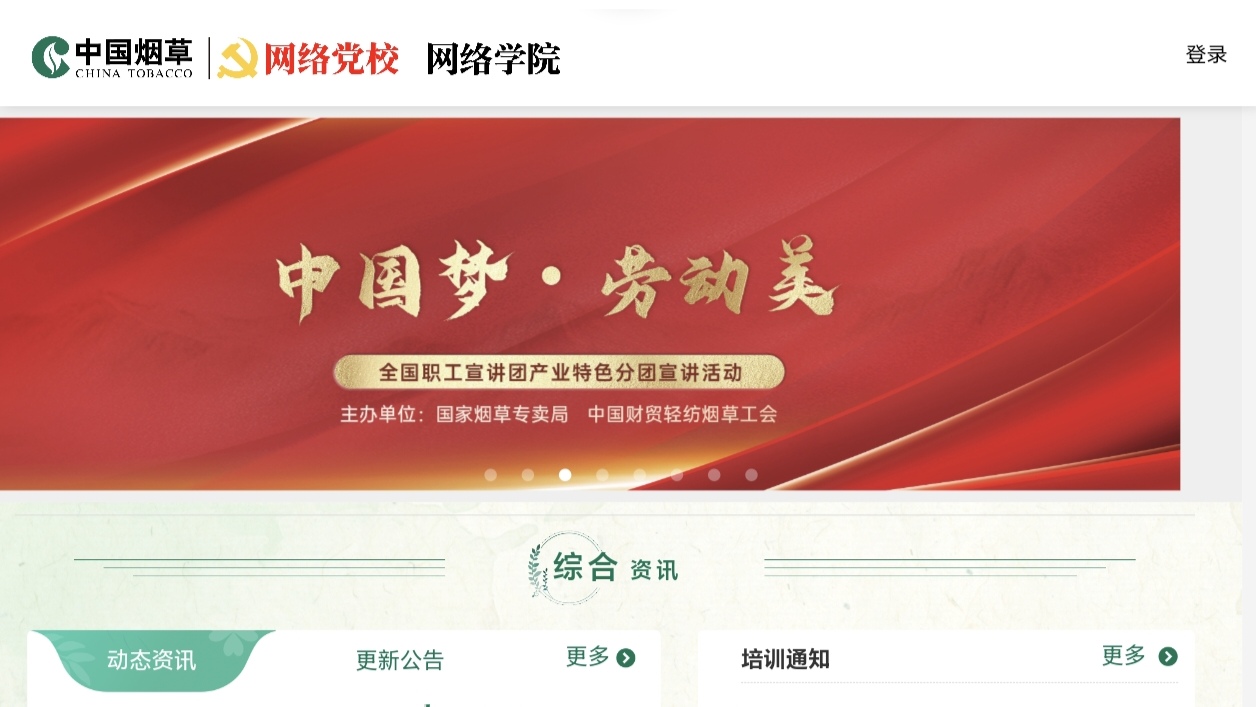 中国烟草
CHINA TOBACCO
网络党校 网络学院
登录
中国梦·劳动美
全国职工宣讲团产业特色分团宣讲活动
主办单位：国家烟草专卖局 中国财贸轻纺烟草工会
综合 资讯
动态资讯 更新公告 更多
培训通知 更多